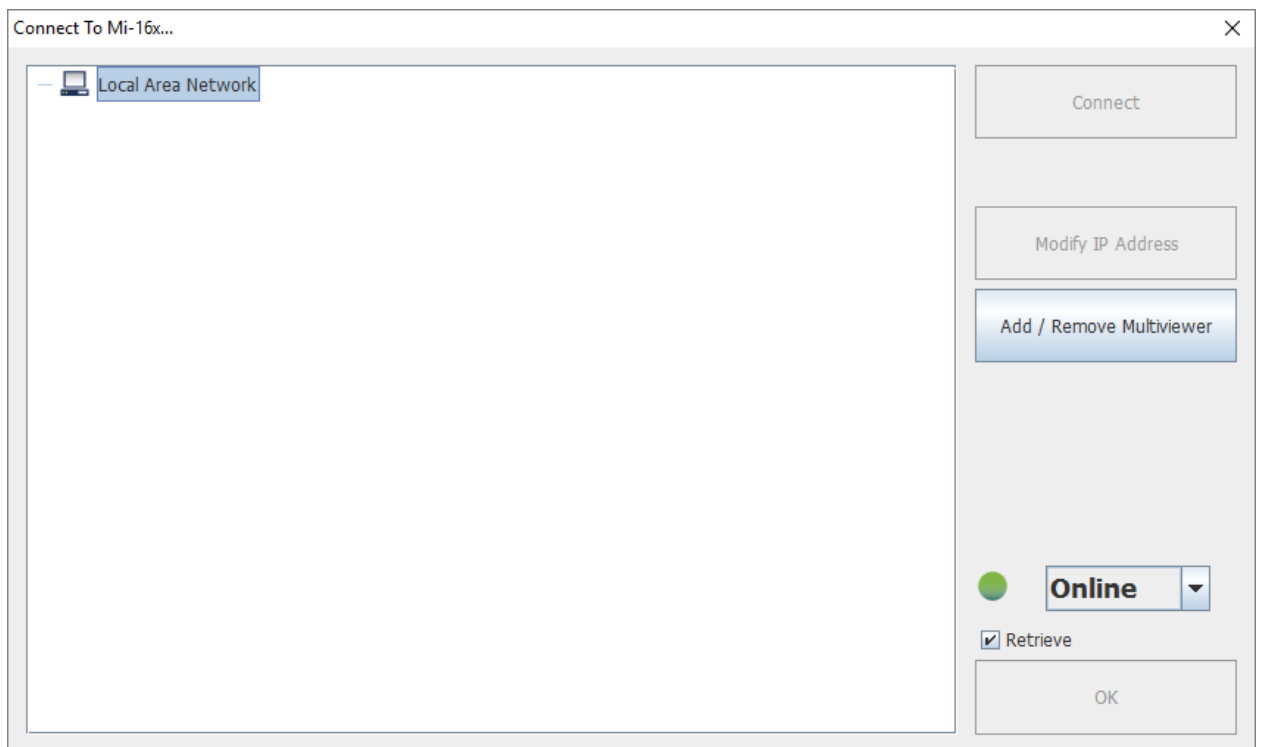 Connect To Mi-16x...
Local Area Network
Connect
Modify IP Address
Add / Remove Multiviewer
Online
Retrieve
OK